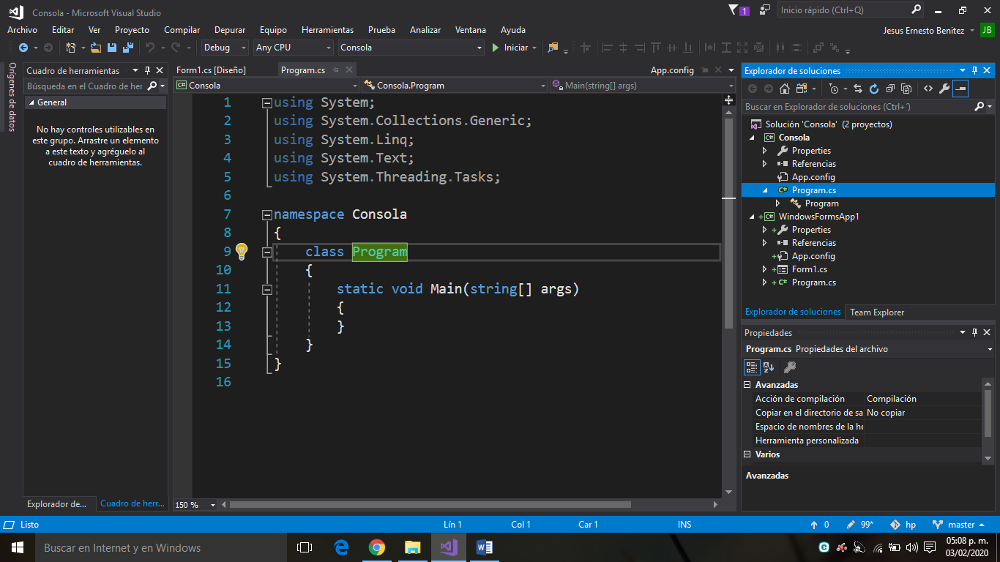 Consola - Microsoft Visual Studio
1
Inicio rápido (Ctrl+Q)
Archivo Editar Ver Proyecto Compilar Depurar Equipo Herramientas Prueba Analizar Ventana Ayuda
Jesus Ernesto Benitez JB
Debug Any CPU Consola Iniciar
Orígenes de datos
Cuadro de herramientas
Búsqueda en el Cuadro de her
General
No hay controles utilizables en
este grupo. Arrastre un elemento
a este texto y agréguelo al
cuadro de herramientas.
Explorador de... Cuadro de herr...
Form1.cs [Diseño] Program.cs App.config
Consola Consola.Program Main(string[] args)
1 using System;
2 using System.Collections.Generic;
3 using System.Linq;
4 using System.Text;
5 using System.Threading.Tasks;
6
7 namespace Consola
8 {
9 class Program
10 {
11 static void Main(string[] args)
12 {
13 }
14 }
15 }
16
150 %
Explorador de soluciones
Buscar en Explorador de soluciones (Ctrl+´)
Solución 'Consola' (2 proyectos)
C# Consola
Properties
Referencias
App.config
C# Program.cs
Program
+C# WindowsFormsApp1
+ Properties
Referencias
+ App.config
+ Form1.cs
+ C# Program.cs
Explorador de soluciones Team Explorer
Propiedades
Program.cs Propiedades del archivo
Avanzadas
Acción de compilación Compilación
Copiar en el directorio de sa No copiar
Espacio de nombres de la he
Herramienta personalizada
Varios
Avanzadas
Listo Lín 1 Col 1 Car 1 INS 0 99* hp master
Buscar en Internet y en Windows
05:08 p. m.
03/02/2020